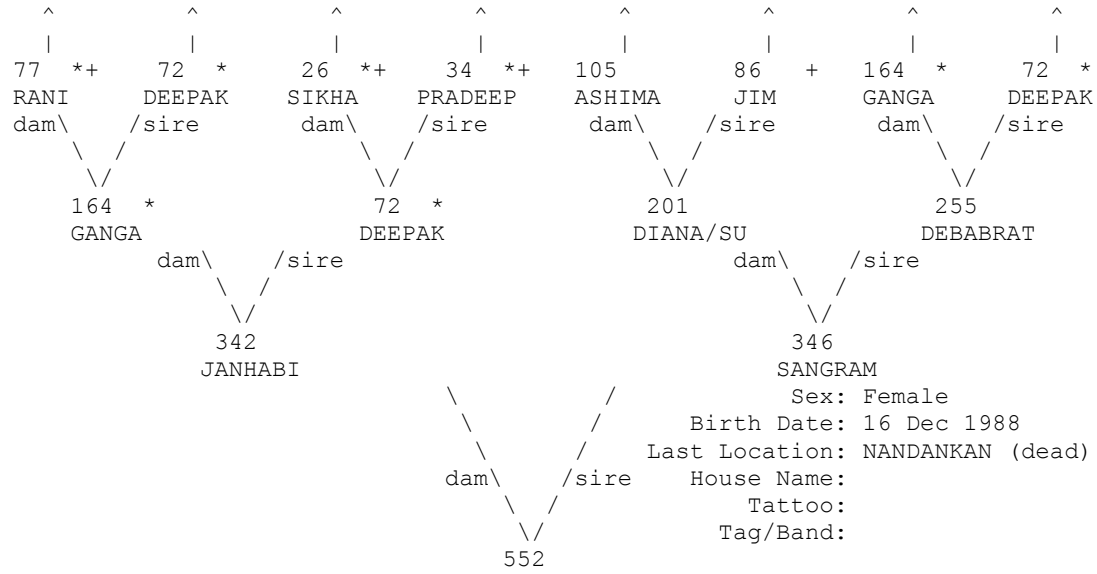 ^ ^ ^ ^ ^ ^ ^ ^
| | | | | | | |
77 *+ 72 * 26 *+ 34 *+ 105 86 + 164 * 72 *
RANI DEEPAK SIKHA PRADEEP ASHIMA JIM GANGA DEEPAK
dam\ /sire dam\ /sire dam\ /sire dam\ /sire
\ / \ / \ / \ /
\/ \/ \/ \/
164 * 72 * 201 255
GANGA DEEPAK DIANA/SU DEBABRAT
dam\ /sire dam\ /sire
\ / \ /
\/ \/
342 346
JANHABI SANGRAM
\ / Sex: Female
\ / Birth Date: 16 Dec 1988
\ / Last Location: NANDANKAN (dead)
dam\ /sire House Name:
\ / Tattoo:
\/ Tag/Band:
552